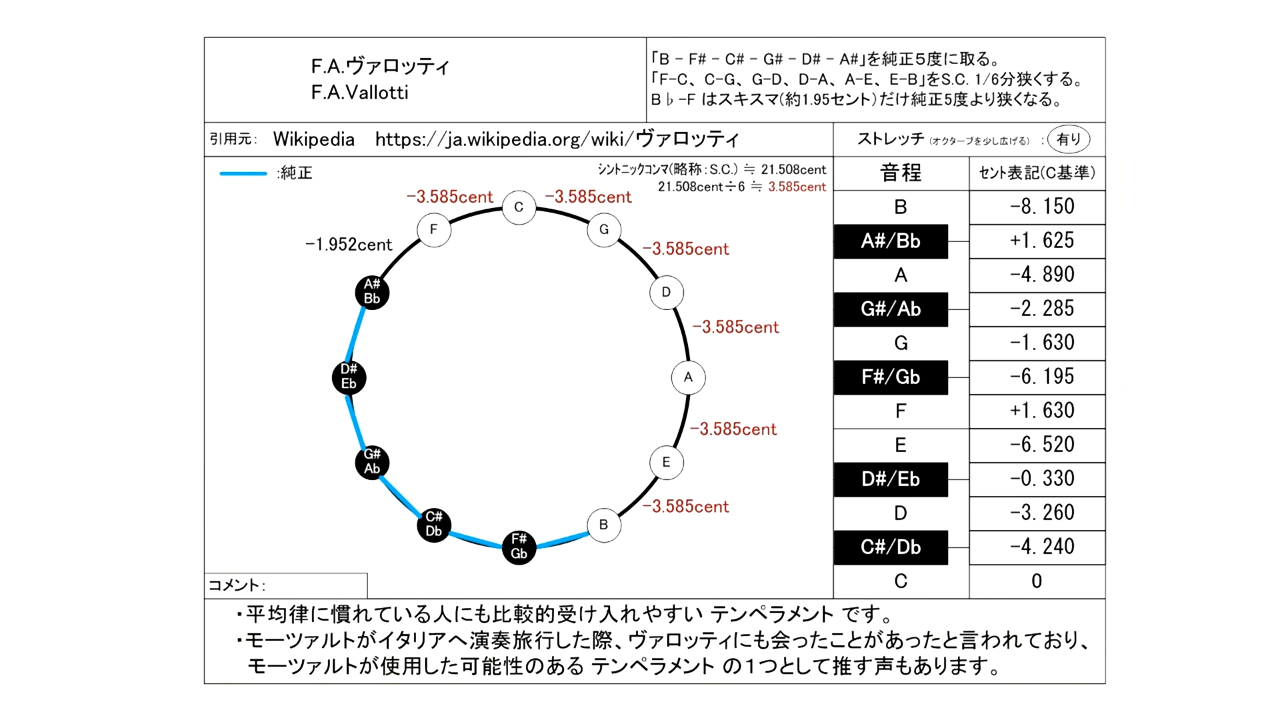 F.A.ヴァロッティ
F.A.Vallotti
「B - F# - C# - G# - D# - A#」を純正5度に取る。
「F-C、C-G、G-D、D-A、A-E、E-B」をS.C. 1/6分狭くする。
B♭-F はスキスマ(約1.95セント)だけ純正5度より狭くなる。
引用元: Wikipedia https://ja.wikipedia.org/wiki/ヴァロッティ
ストレッチ (オクターブを少し広げる) : 有り
:純正
シントニックコンマ(略称:S.C.) ≒ 21.508cent
21.508cent÷6 ≒ 3.585cent
-3.585cent
C
-3.585cent
F
G
-1.952cent
-3.585cent
A#
Bb
D
-3.585cent
D#
Eb
A
-3.585cent
G#
Ab
E
-3.585cent
C#
Db
B
F#
Gb
音程 セント表記(C基準)
B -8.150
A#/Bb +1.625
A -4.890
G#/Ab -2.285
G -1.630
F#/Gb -6.195
F +1.630
E -6.520
D#/Eb -0.330
D -3.260
C#/Db -4.240
C 0
コメント:
・平均律に慣れている人にも比較的受け入れやすい テンペラメント です。
・モーツァルトがイタリアへ演奏旅行した際、ヴァロッティにも会ったことがあったと言われており、
モーツァルトが使用した可能性のある テンペラメント の1つとして推す声もあります。